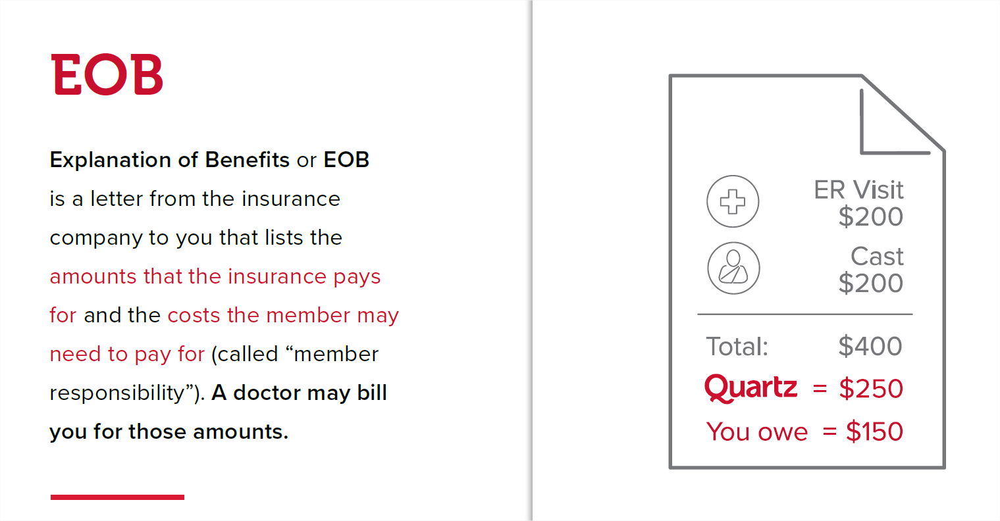 EOB
Explanation of Benefits or EOB
is a letter from the insurance
company to you that lists the
amounts that the insurance pays
for and the costs the member may
need to pay for (called “member
responsibility”). A doctor may bill
you for those amounts.
ER Visit
$200
Cast
$200
Total: $400
Quartz = $250
You owe = $150